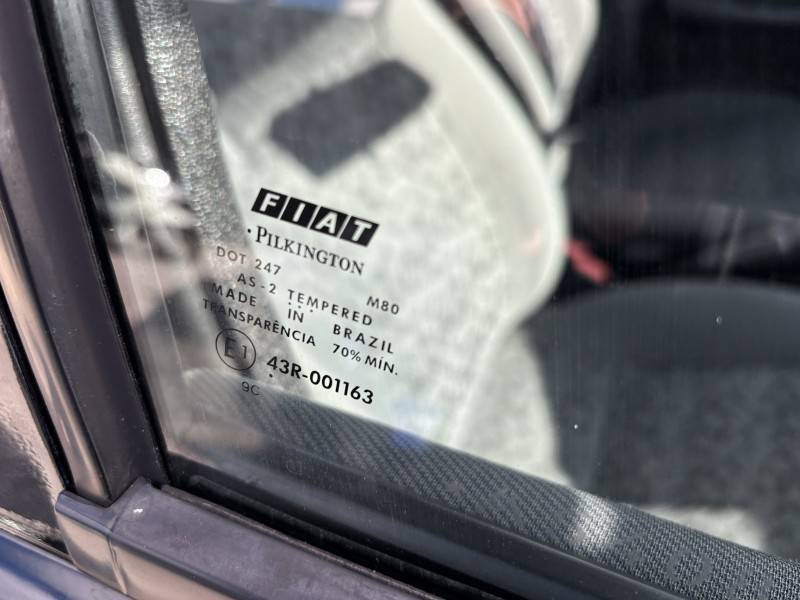 FIAT
PILKINGTON
DOT 247 M80
AS-2 TEMPERED
MADE IN BRAZIL
TRANSPARÊNCIA 70% MÍN.
E1 43R-001163
9C